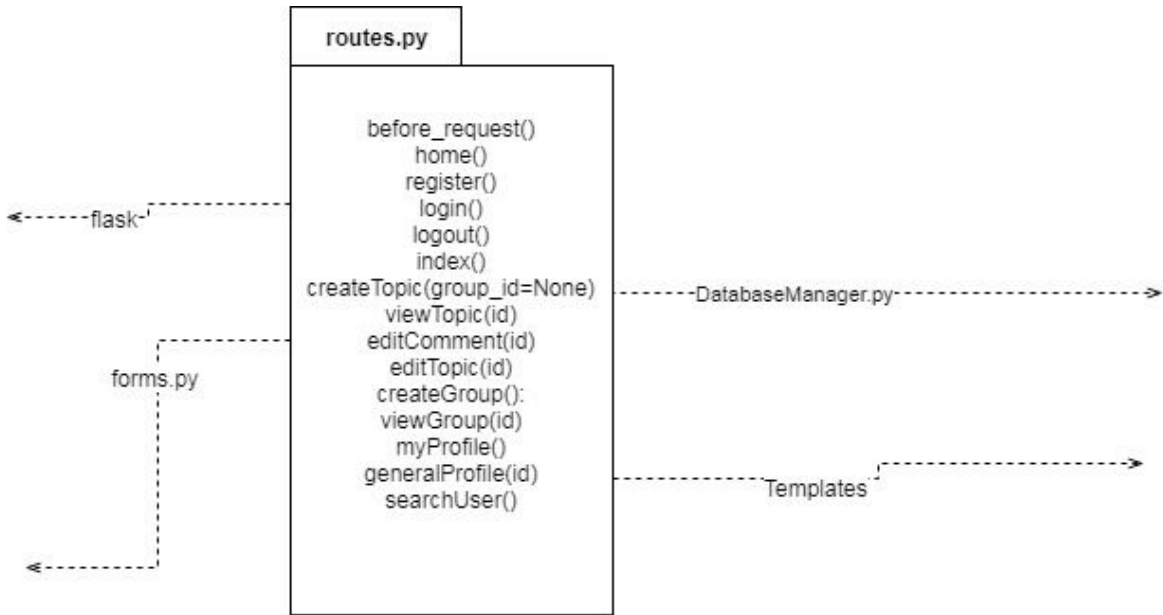 routes.py
before_request()
home()
register()
login()
logout()
index()
createTopic(group_id=None)
viewTopic(id)
editComment(id)
editTopic(id)
createGroup():
viewGroup(id)
myProfile()
generalProfile(id)
searchUser()
flask
forms.py
DatabaseManager.py
Templates